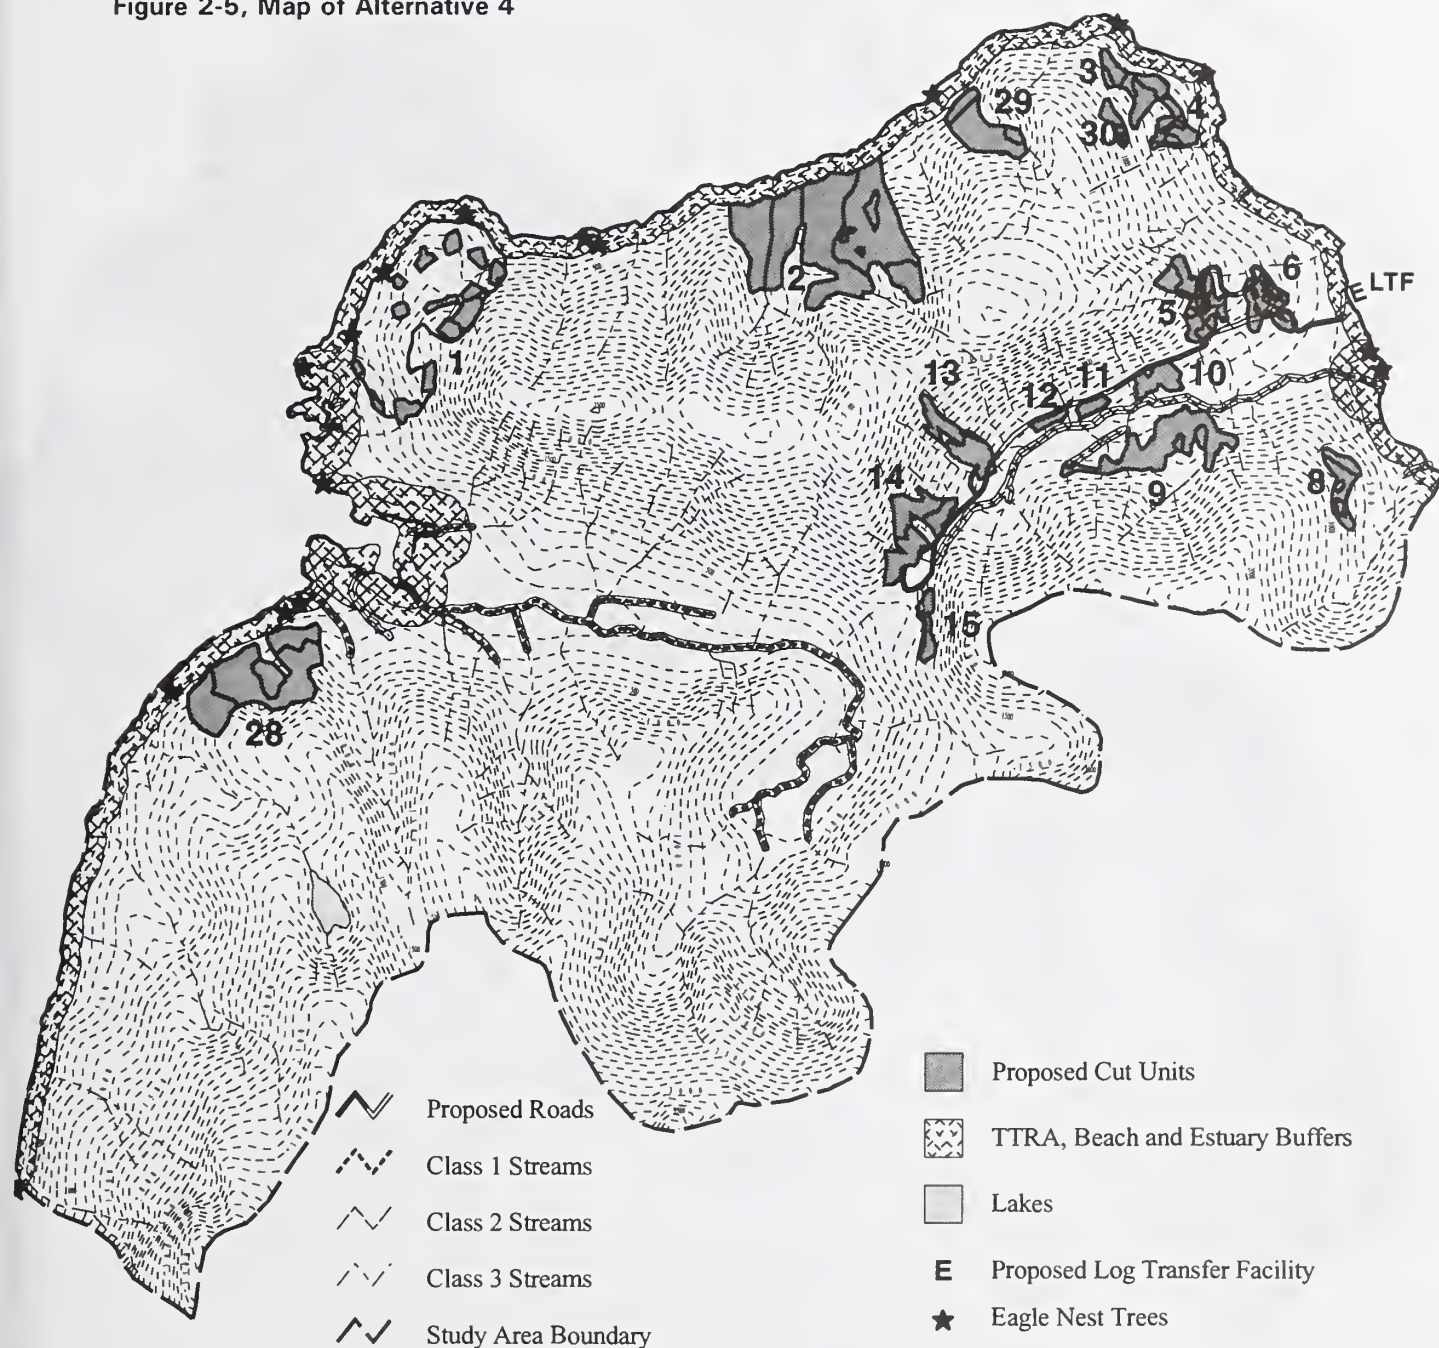 Figure 2-5, Map of Alternative 4
3
29
4
30
2
6
LTF
E
5
1
13
11
10
12
14
9
8
15
28
1500
Proposed Roads
Class 1 Streams
Class 2 Streams
Class 3 Streams
Study Area Boundary
Proposed Cut Units
TTRA, Beach and Estuary Buffers
Lakes
E Proposed Log Transfer Facility
Eagle Nest Trees